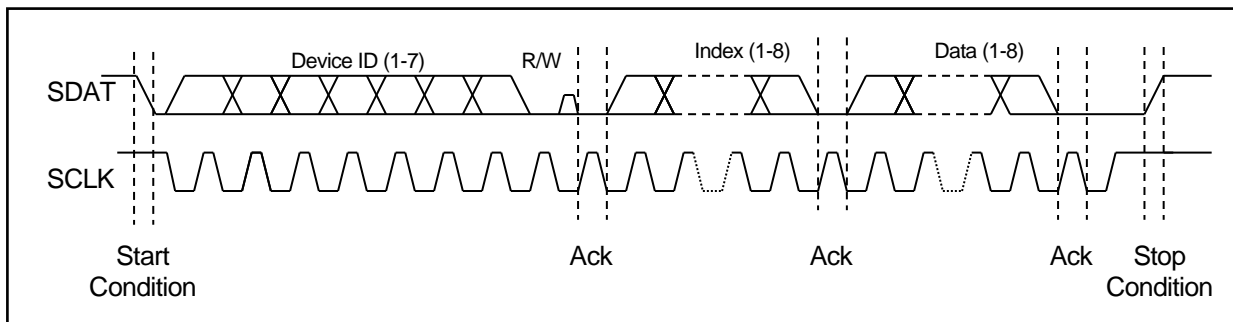 Device ID (1-7)
R/W
Index (1-8)
Data (1-8)
SDAT
SCLK
Start
Condition
Ack
Ack
Ack
Stop
Condition